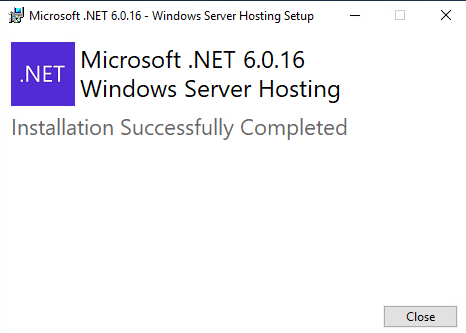 Microsoft .NET 6.0.16 - Windows Server Hosting Setup
.NET
Microsoft .NET 6.0.16
Windows Server Hosting
Installation Successfully Completed
Close